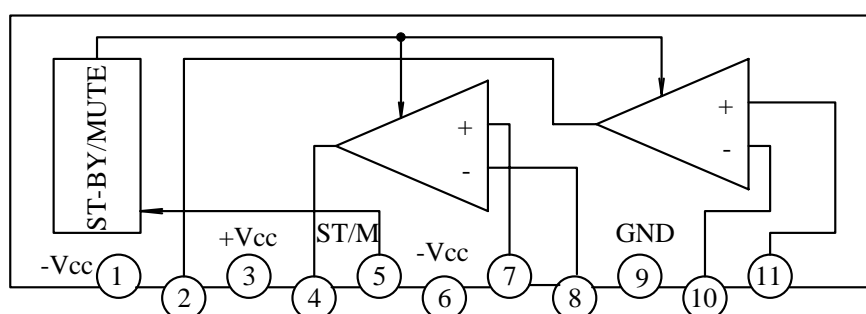 ST-BY/MUTE
+
-
+
-
+Vcc ST/M GND
-Vcc 1 3 5 -Vcc 7 9 11
2 4 6 8 10